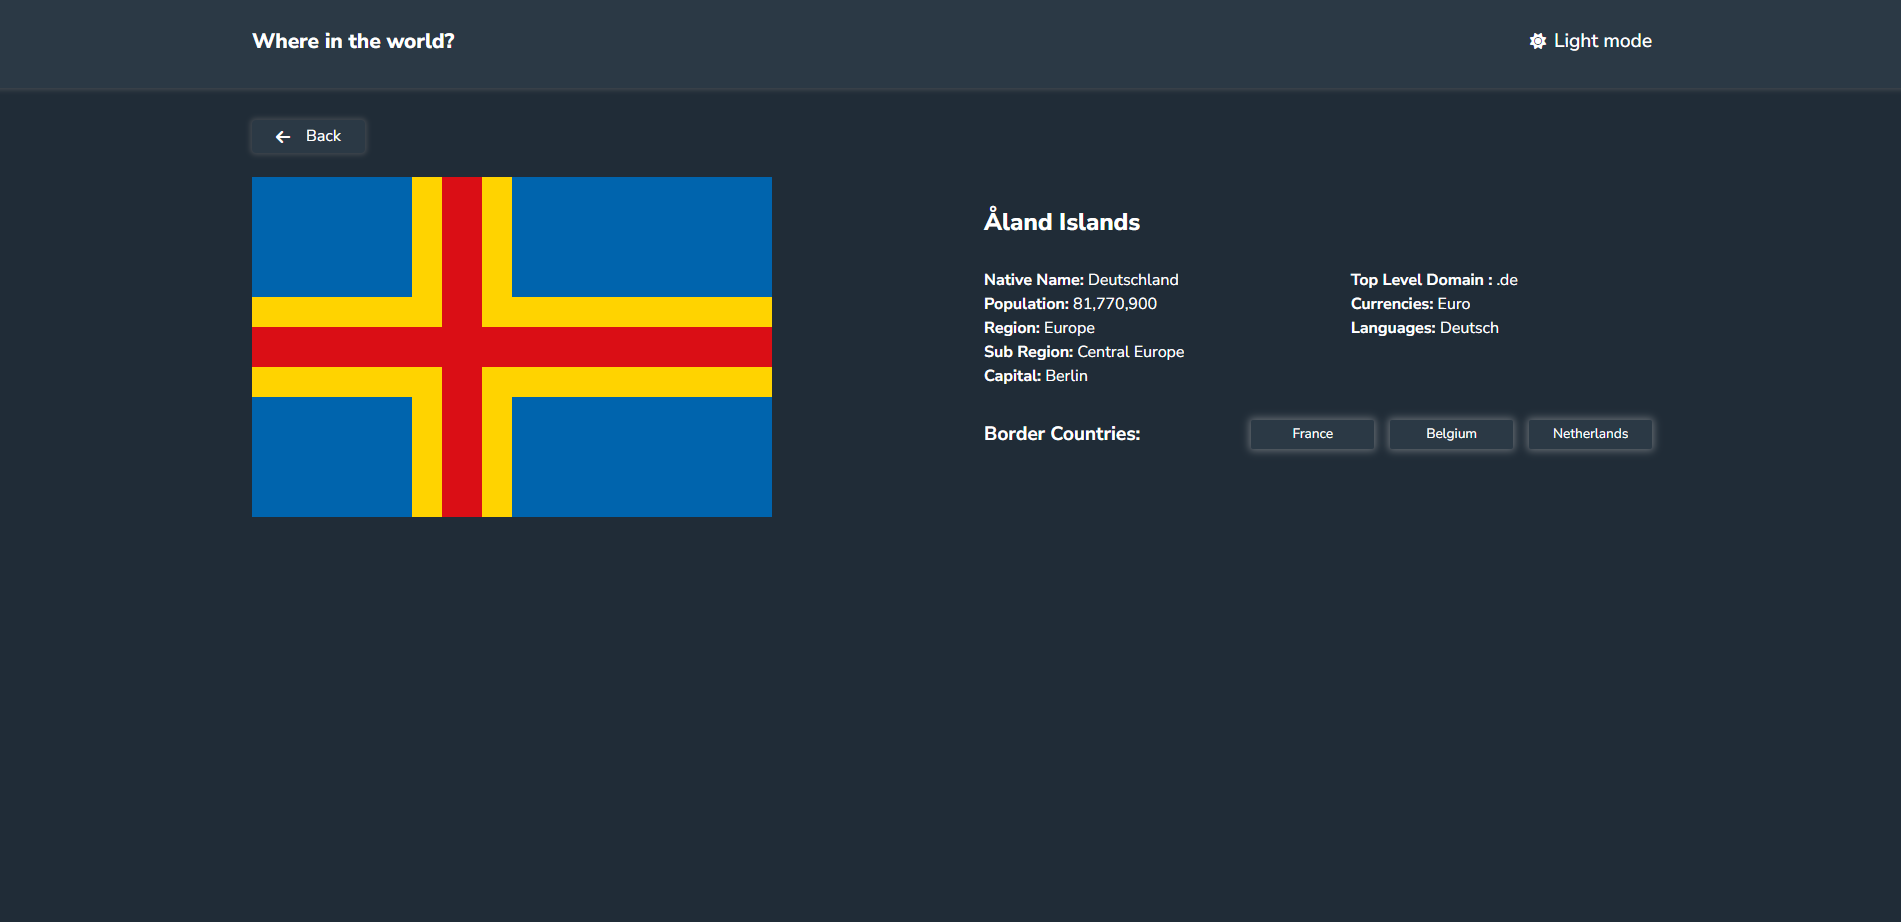 Where in the world?
Light mode
Back
Åland Islands
Native Name: Deutschland
Population: 81,770,900
Region: Europe
Sub Region: Central Europe
Capital: Berlin
Top Level Domain : .de
Currencies: Euro
Languages: Deutsch
Border Countries:
France
Belgium
Netherlands